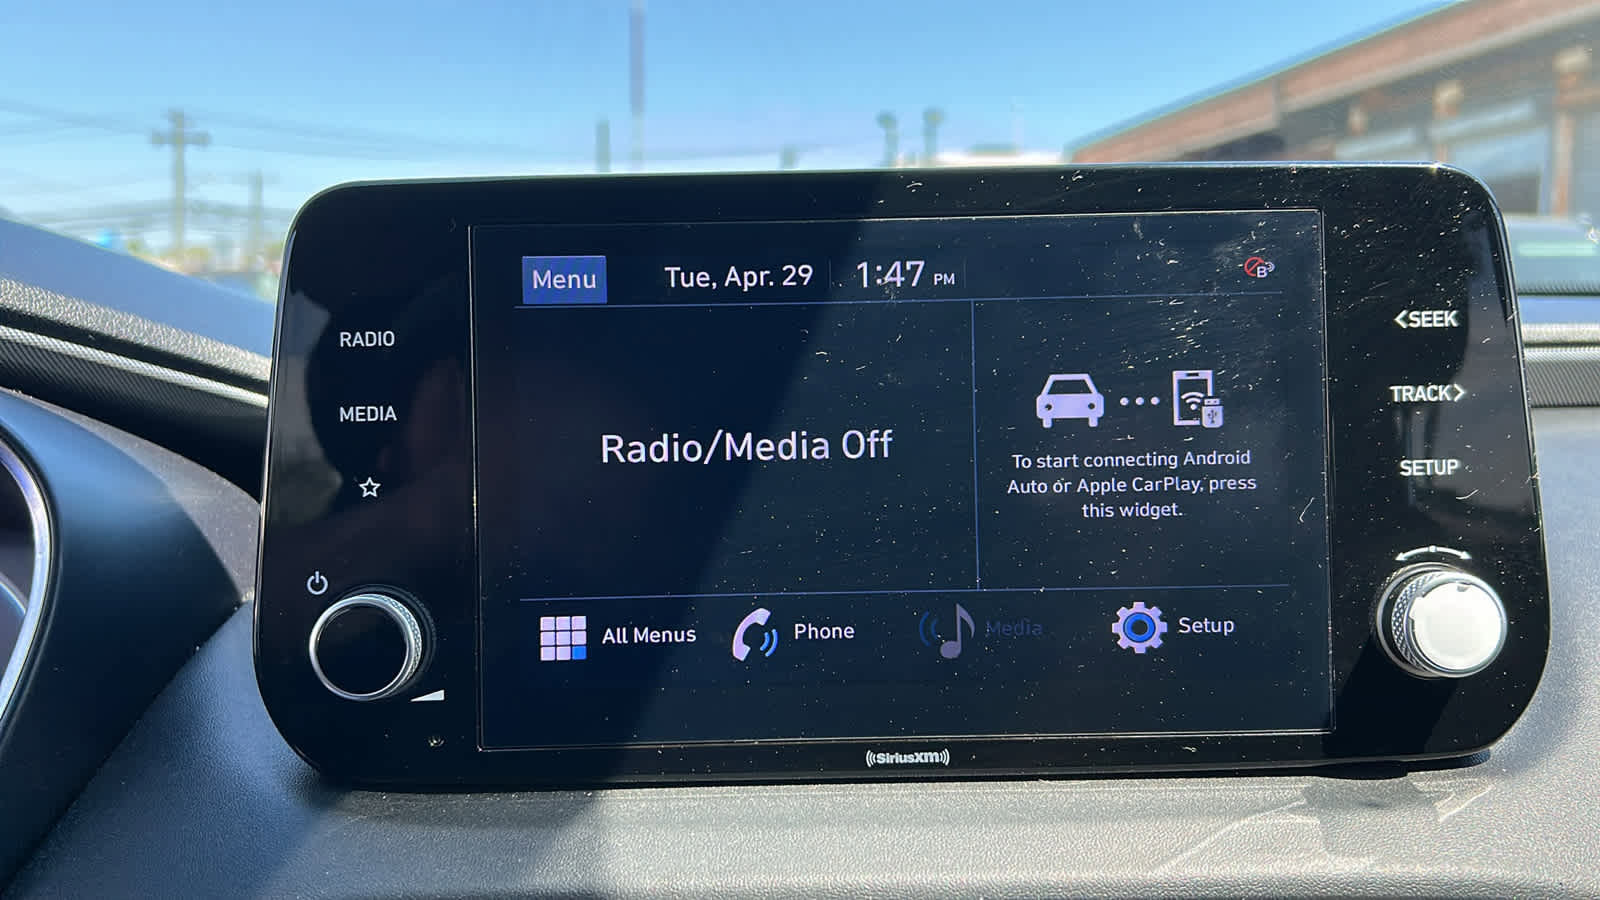 Menu
Tue, Apr. 29
1:47 PM
B
RADIO
MEDIA
Radio/Media Off
To start connecting Android
Auto or Apple CarPlay, press
this widget.
<SEEK
TRACK>
SETUP
All Menus
Phone
Media
Setup
((SiriusXM))